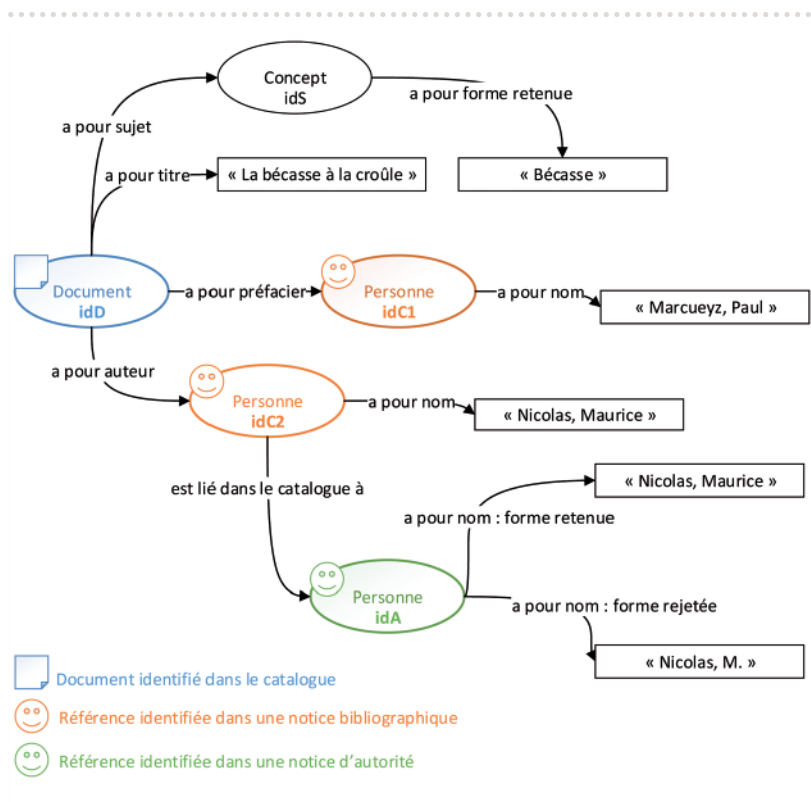 Concept
idS
a pour forme retenue
a pour sujet
a pour titre
« La bécasse à la croûle »
« Bécasse »
Document
idD
a pour préfacier
Personne
idC1
a pour nom
« Marcueyz, Paul »
a pour auteur
Personne
idC2
a pour nom
« Nicolas, Maurice »
est lié dans le catalogue à
« Nicolas, Maurice »
a pour nom : forme retenue
Personne
idA
a pour nom : forme rejetée
« Nicolas, M. »
Document identifié dans le catalogue
Référence identifiée dans une notice bibliographique
Référence identifiée dans une notice d’autorité